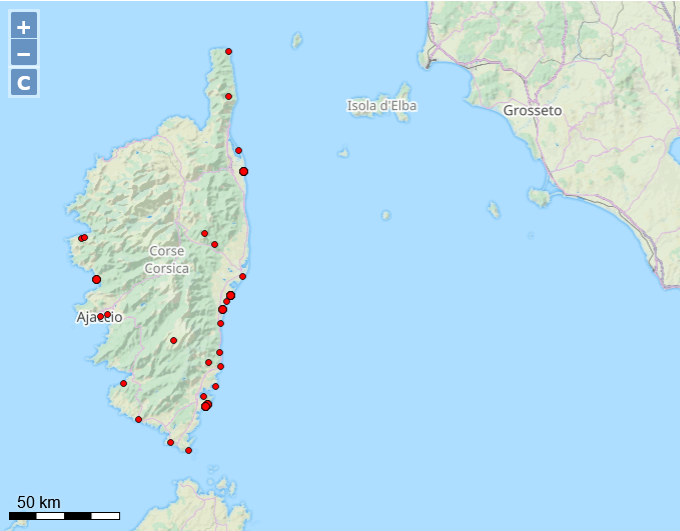 +
−
C
Isola d'Elba
Grosseto
Corse
Corsica
Ajaccio
50 km